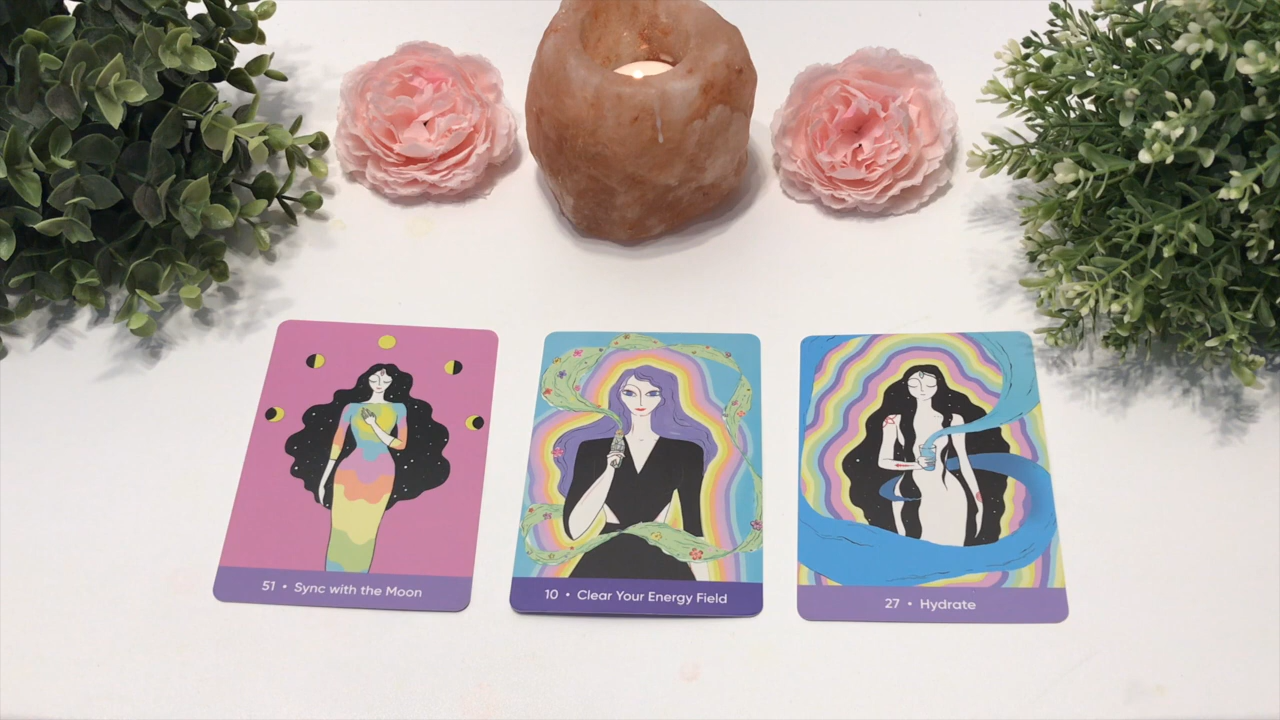 51 • Sync with the Moon
10 • Clear Your Energy Field
27 • Hydrate